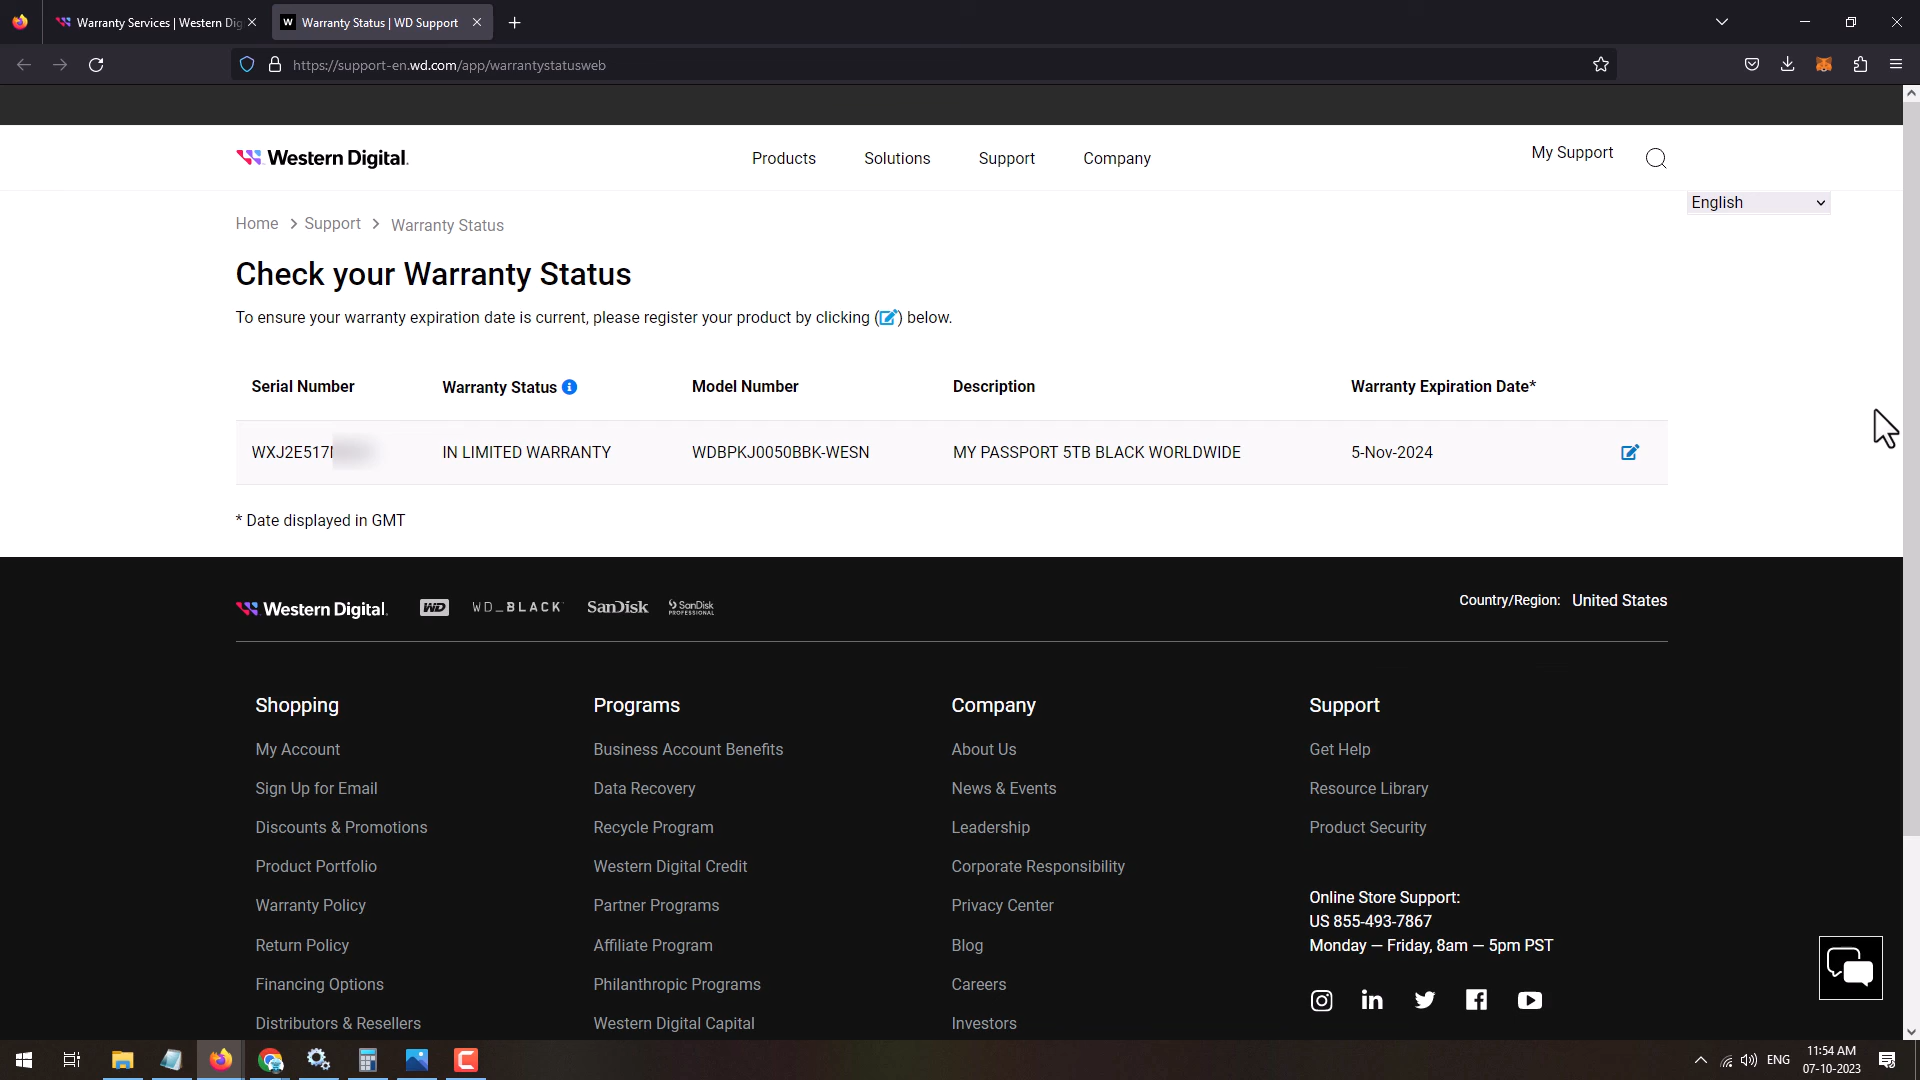 Warranty Services | Western Dig
Warranty Status | WD Support
https://support-en.wd.com/app/warrantystatusweb
Western Digital.
Products
Solutions
Support
Company
My Support
English
Home
Support
Warranty Status
Check your Warranty Status
To ensure your warranty expiration date is current, please register your product by clicking () below.
Serial Number
Warranty Status
Model Number
Description
Warranty Expiration Date*
WXJ2E517
IN LIMITED WARRANTY
WDBPKJ0050BBK-WESN
MY PASSPORT 5TB BLACK WORLDWIDE
5-Nov-2024
* Date displayed in GMT
Western Digital.
WD
WD_BLACK
SanDisk
SanDisk
PROFESSIONAL
Country/Region: United States
Shopping
My Account
Sign Up for Email
Discounts & Promotions
Product Portfolio
Warranty Policy
Return Policy
Financing Options
Distributors & Resellers
Programs
Business Account Benefits
Data Recovery
Recycle Program
Western Digital Credit
Partner Programs
Affiliate Program
Philanthropic Programs
Western Digital Capital
Company
About Us
News & Events
Leadership
Corporate Responsibility
Privacy Center
Blog
Careers
Investors
Support
Get Help
Resource Library
Product Security
Online Store Support:
US 855-493-7867
Monday — Friday, 8am — 5pm PST
ENG
11:54 AM
07-10-2023